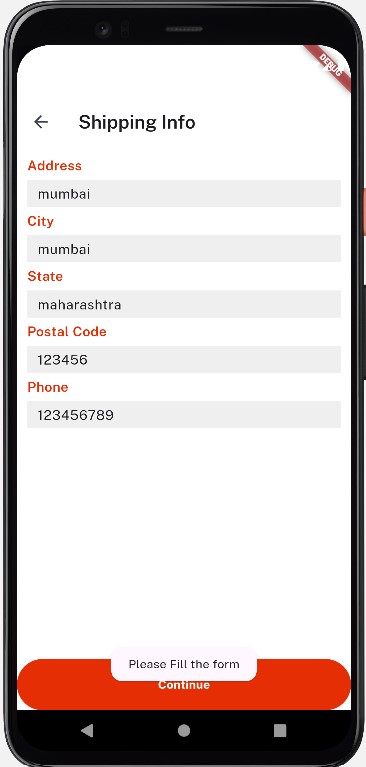 DEBUG
Shipping Info
Address
mumbai
City
mumbai
State
maharashtra
Postal Code
123456
Phone
123456789
Please Fill the form
Continue